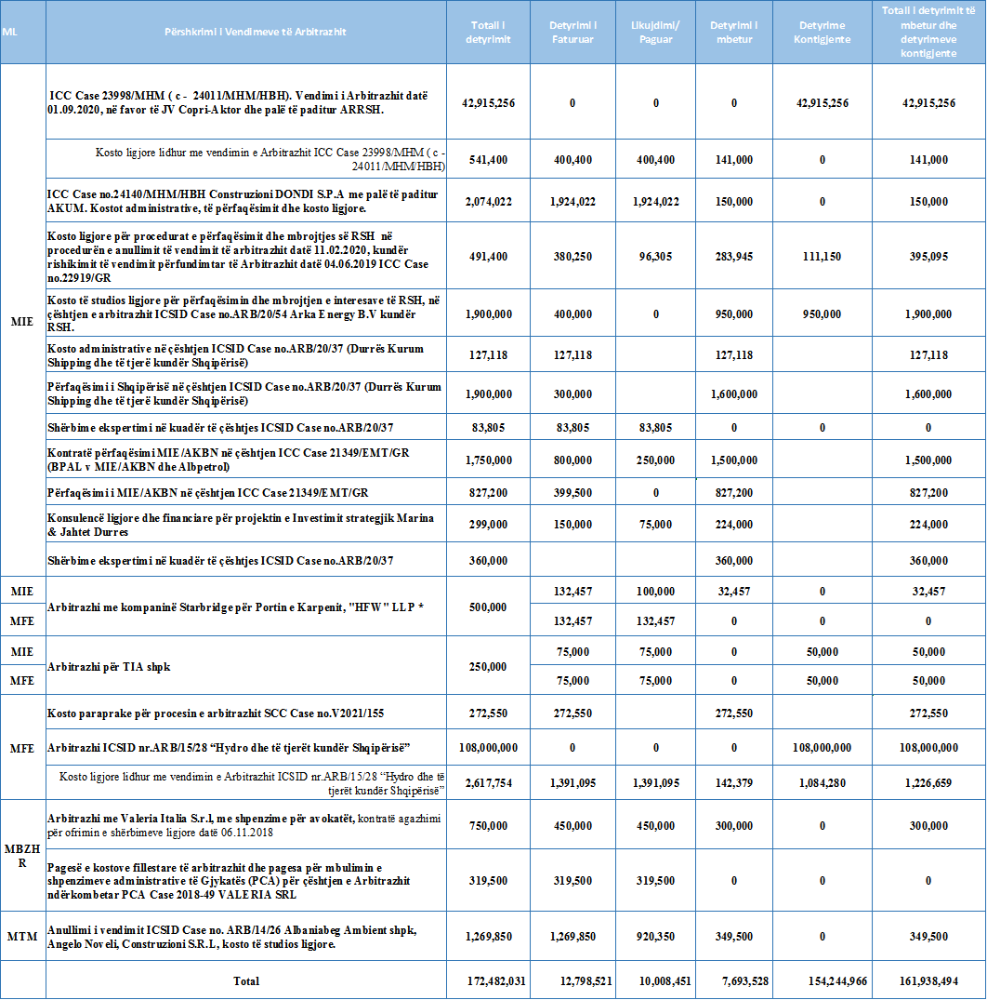 ML Përshkrimi i Vendimeve të Arbitrazhit Totali i detyrimit Detyrimi i Faturuar Likujdimi/ Paguar Detyrimi i mbetur Detyrime Kontigjente Totali i detyrimit të mbetur dhe detyrimeve kontigjente
MIE
ICC Case 23998/MHM ( c - 24011/MHM/HBH). Vendimi i Arbitrazhit datë
01.09.2020, në favor të JV Copri-Aktor dhe palë të paditur ARRSH.
42,915,256 0 0 0 42,915,256 42,915,256
Kosto ligjore lidhur me vendimin e Arbitrazhit ICC Case 23998/MHM ( c -
24011/MHM/HBH)
541,400 400,400 400,400 141,000 0 141,000
ICC Case no.24140/MHM/HBH Construzioni DONDI S.P.A me palë të paditur
AKUM. Kostot administrative, të përfaqësimit dhe kosto ligjore.
2,074,022 1,924,022 1,924,022 150,000 0 150,000
Kosto ligjore për procedurat e përfaqësimit dhe mbrojtjes së RSH në
procedurën e anullimit të vendimit të arbitrazhit datë 11.02.2020, kundër
rishikimit të vendimit përfundimtar të Arbitrazhit datë 04.06.2019 ICC Case
no.22919/GR
491,400 380,250 96,305 283,945 111,150 395,095
Kosto të studios ligjore për përfaqësimin dhe mbrojtjen e interesave të RSH, në
çështjen e arbitrazhit ICSID Case no.ARB/20/54 Arka Energy B.V kundër
RSH.
1,900,000 400,000 0 950,000 950,000 1,900,000
Kosto administrative në çështjen ICSID Case no.ARB/20/37 (Durrës Kurum
Shipping dhe të tjerë kundër Shqipërisë)
127,118 127,118 127,118 127,118
Përfaqësimi i Shqipërisë në çështjen ICSID Case no.ARB/20/37 (Durrës Kurum
Shipping dhe të tjerë kundër Shqipërisë)
1,900,000 300,000 1,600,000 1,600,000
Shërbime ekspertimi në kuadër të çështjes ICSID Case no.ARB/20/37 83,805 83,805 83,805 0 0 0
Kontratë përfaqësimi MIE/AKBN në çështjen ICC Case 21349/EMT/GR
(BPAL v MIE/AKBN dhe Albpetrol)
1,750,000 800,000 250,000 1,500,000 1,500,000
Përfaqësimi i MIE/AKBN në çështjen ICC Case 21349/EMT/GR 827,200 399,500 0 827,200 827,200
Konsulencë ligjore dhe financiare për projektin e Investimit strategjik Marina
& Jahtet Durres
299,000 150,000 75,000 224,000 224,000
Shërbime ekspertimi në kuadër të çështjes ICSID Case no.ARB/20/37 360,000 360,000 360,000
Arbitrazhi me kompaninë Starbridge për Portin e Karpenit, "HFW" LLP * 500,000
MIE 132,457 100,000 32,457 0 32,457
MFE 132,457 132,457 0 0 0
Arbitrazhi për TIA shpk 250,000
MIE 75,000 75,000 0 50,000 50,000
MFE 75,000 75,000 0 50,000 50,000
MFE
Kosto paraprake për procesin e arbitrazhit SCC Case no.V2021/155 272,550 272,550 272,550 272,550
Arbitrazhi ICSID nr.ARB/15/28 “Hydro dhe të tjerët kundër Shqipërisë” 108,000,000 0 0 0 108,000,000 108,000,000
Kosto ligjore lidhur me vendimin e Arbitrazhit ICSID nr.ARB/15/28 “Hydro dhe të
tjerët kundër Shqipërisë”
2,617,754 1,391,095 1,391,095 142,379 1,084,280 1,226,659
MBZH
R
Arbitrazhi me Valeria Italia S.r.l, me shpenzime për avokatët, kontratë agazhimi
për ofrimin e shërbimeve ligjore datë 06.11.2018
750,000 450,000 450,000 300,000 0 300,000
Pagesë e kostove fillestare të arbitrazhit dhe pagesa për mbulimin e
shpenzimeve administrative të Gjykatës (PCA) për çështjen e Arbitrazhit
ndërkombetar PCA Case 2018-49 VALERIA SRL
319,500 319,500 319,500 0 0 0
MTM
Anullimi i vendimit ICSID Case no. ARB/14/26 Albaniabeg Ambient shpk,
Angelo Noveli, Construzioni S.R.L, kosto të studios ligjore.
1,269,850 1,269,850 920,350 349,500 0 349,500
Total 172,482,031 12,798,521 10,008,451 7,693,528 154,244,966 161,938,494